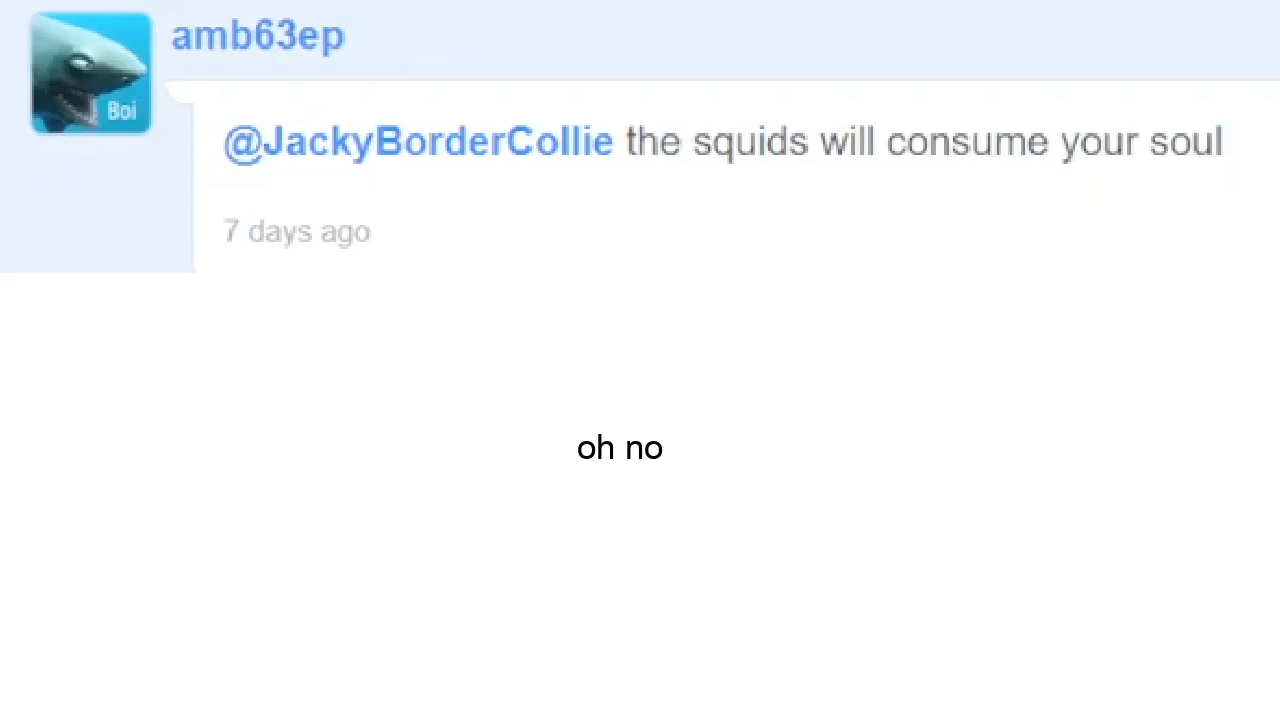 amb63ep
Boi
@JackyBorderCollie the squids will consume your soul
7 days ago
oh no